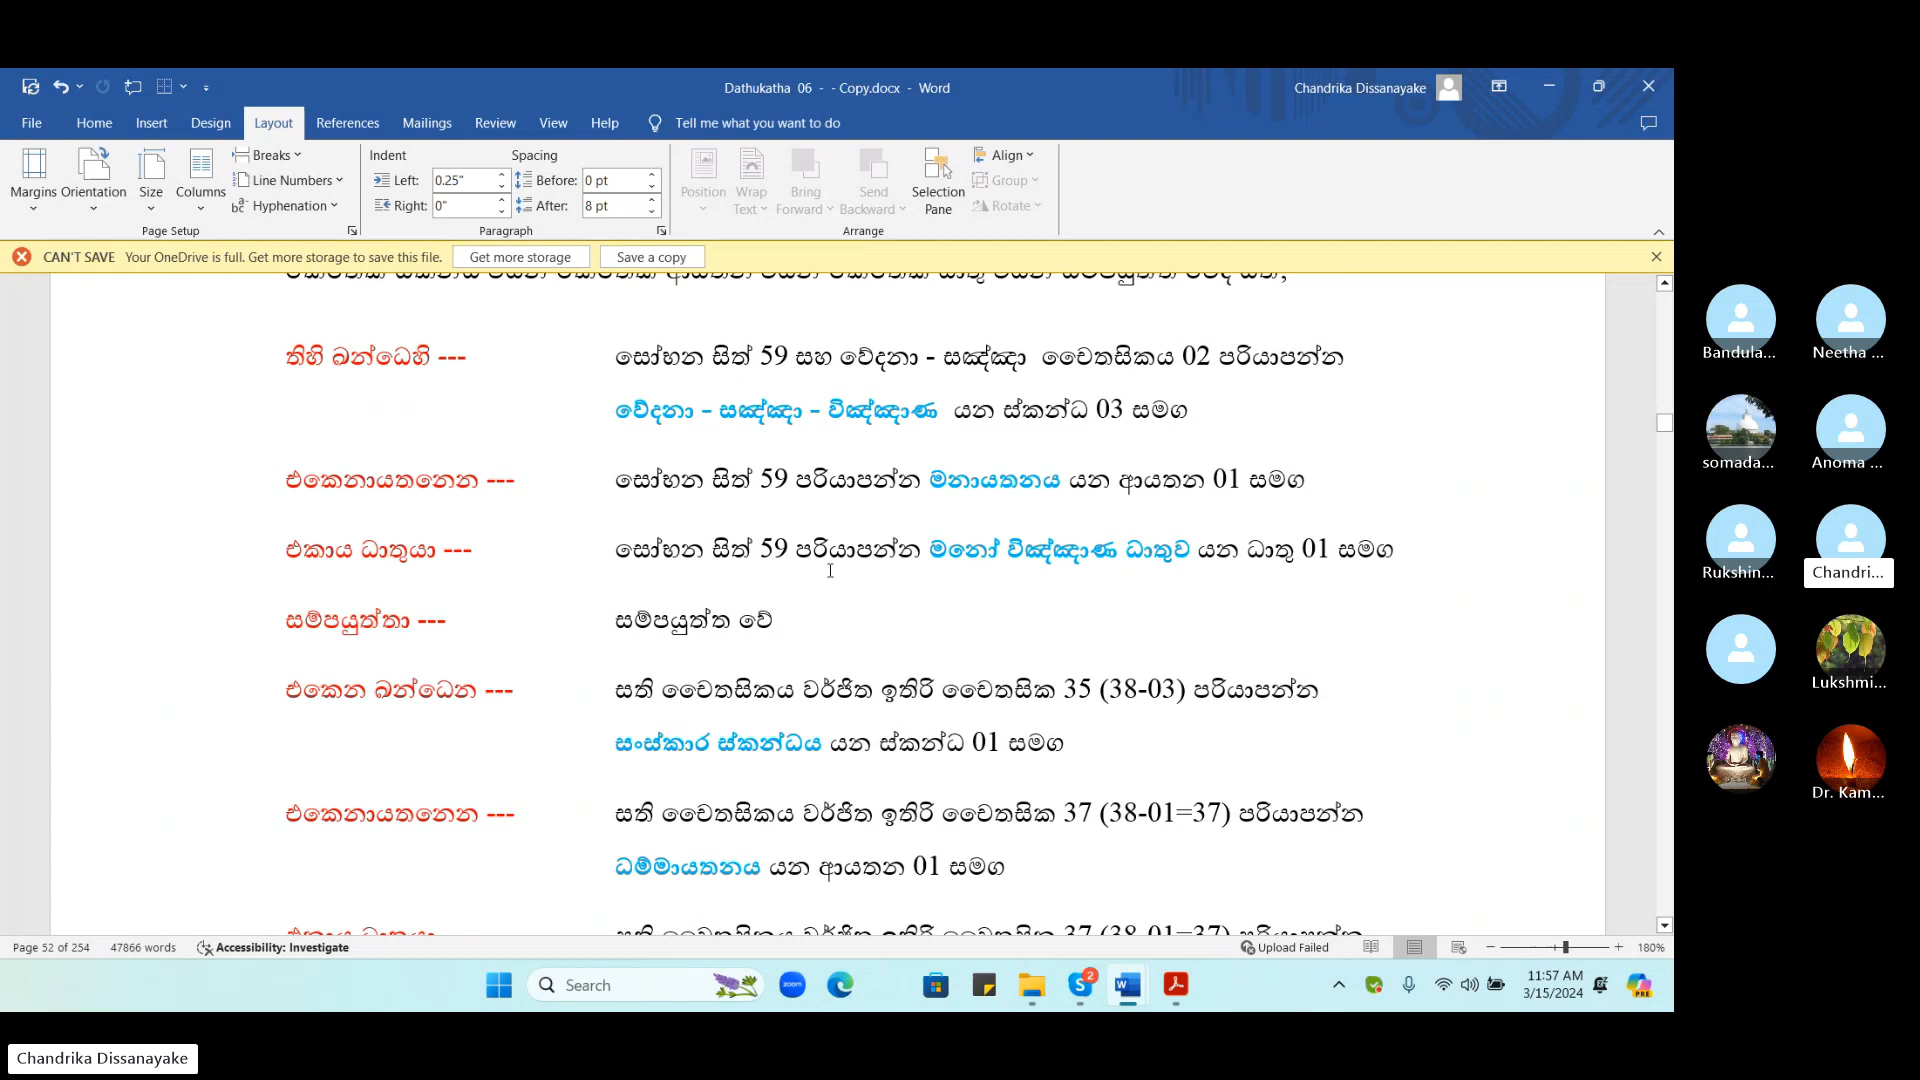 Dathukatha 06 - - Copy.docx - Word
Chandrika Dissanayake
File Home Insert Design Layout References Mailings Review View Help Tell me what you want to do
Margins Orientation Size Columns
Breaks
Line Numbers
Hyphenation
Page Setup
Indent Spacing
Left: 0.25" Before: 0 pt
Right: 0" After: 8 pt
Paragraph
Position Wrap Text Bring Forward Send Backward Selection Pane
Align
Group
Rotate
Arrange
CAN'T SAVE Your OneDrive is full. Get more storage to save this file. Get more storage Save a copy
තිහි ඛන්ධෙහි --- සෝභන සිත් 59 සහ වේදනා - සඤ්ඤා චෛතසිකය 02 පරියාපන්න
වේදනා – සඤ්ඤා – විඤ්ඤාණ යන ස්කන්ධ 03 සමග
එකෙනායතනෙන --- සෝභන සිත් 59 පරියාපන්න මනායතනය යන ආයතන 01 සමග
එකාය ධාතුයා --- සෝභන සිත් 59 පරියාපන්න මනෝ විඤ්ඤාණ ධාතුව යන ධාතු 01 සමග
සම්පයුත්තා --- සම්පයුත්ත වේ
එකෙන ඛන්ධෙන --- සති චෛතසිකය වර්ජිත ඉතිරි චෛතසික 35 (38-03) පරියාපන්න
සංස්කාර ස්කන්ධය යන ස්කන්ධ 01 සමග
එකෙනායතනෙන --- සති චෛතසිකය වර්ජිත ඉතිරි චෛතසික 37 (38-01=37) පරියාපන්න
ධම්මායතනය යන ආයතන 01 සමග
Page 52 of 254 47866 words Accessibility: Investigate Upload Failed 180%
Search
zoom
2
11:57 AM
3/15/2024
PRE
Bandula... Neetha ...
somada... Anoma ...
Rukshin... Chandri...
Lukshmi...
Dr. Kam...
Chandrika Dissanayake